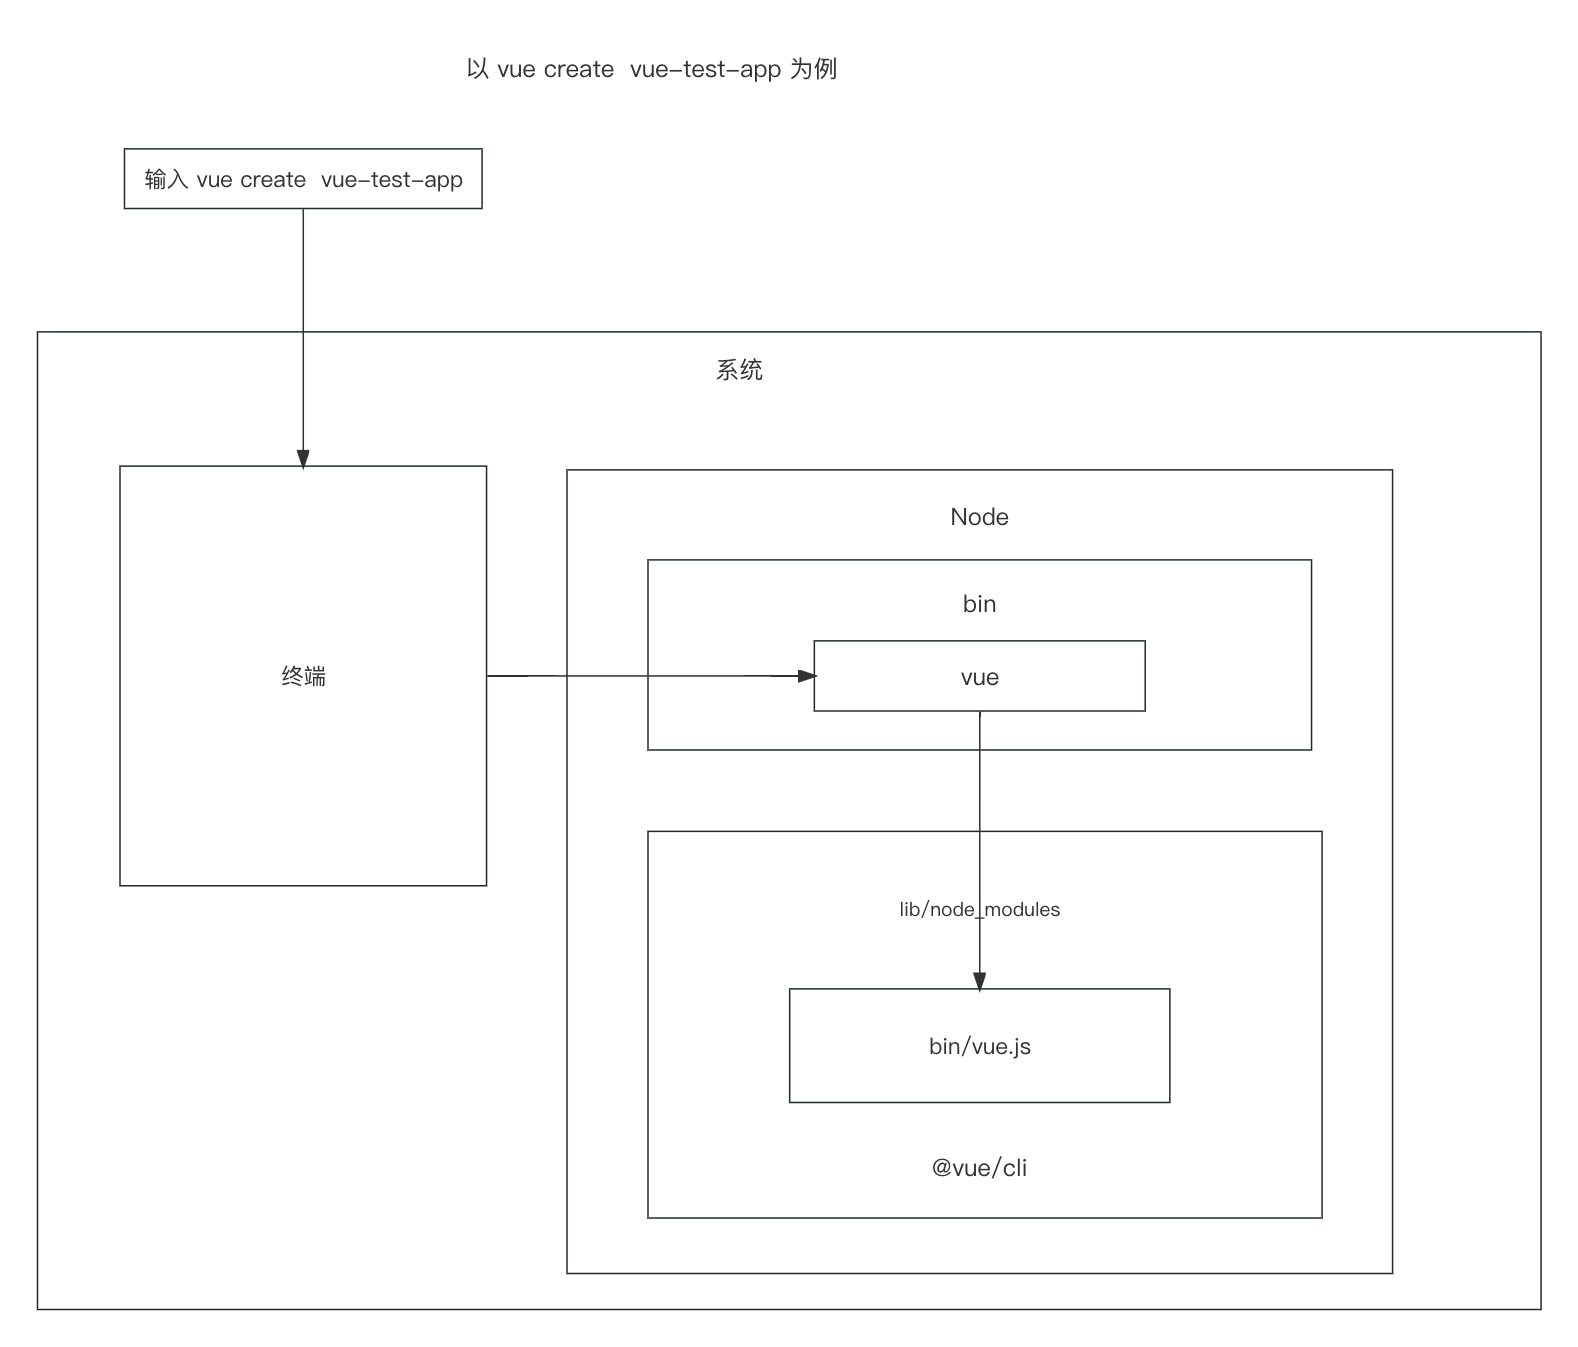 以 vue create  vue-test-app 为例
输入 vue create  vue-test-app
系统
终端
Node
bin
vue
lib/node_modules
bin/vue.js
@vue/cli